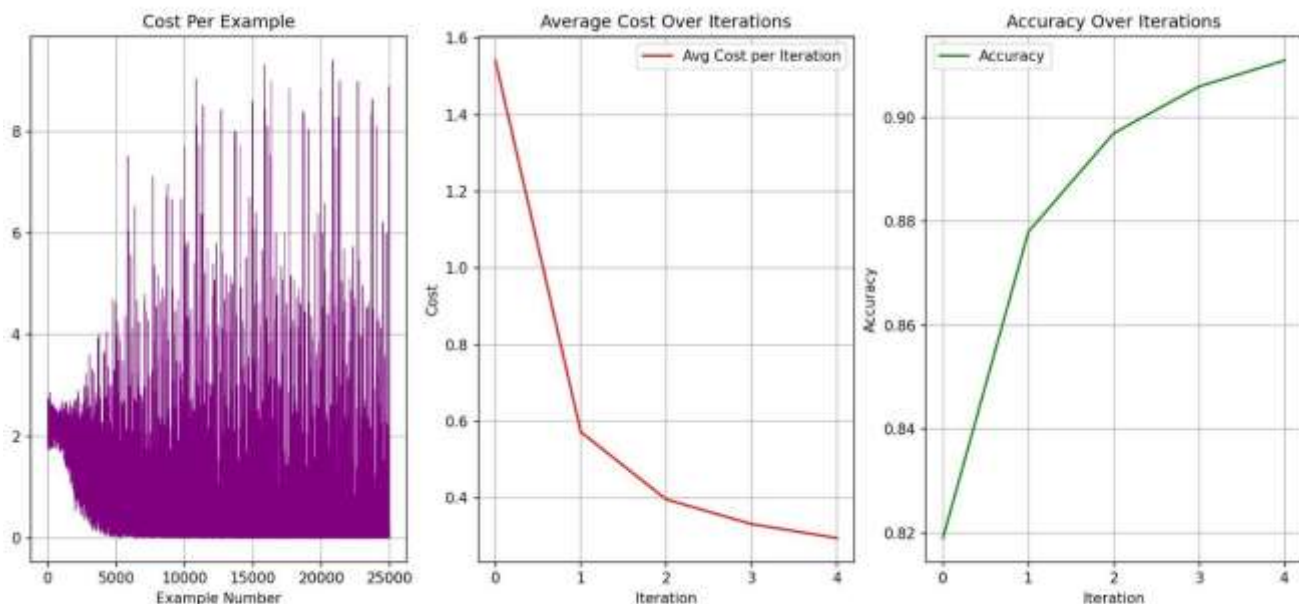 Cost Per Example
8
6
4
2
0
0 5000 10000 15000 20000 25000
Example Number
Average Cost Over Iterations
Avg Cost per Iteration
1.6
1.4
1.2
1.0
0.8
0.6
0.4
Cost
0 1 2 3 4
Iteration
Accuracy Over Iterations
Accuracy
0.90
0.88
0.86
0.84
0.82
Accuracy
0 1 2 3 4
Iteration